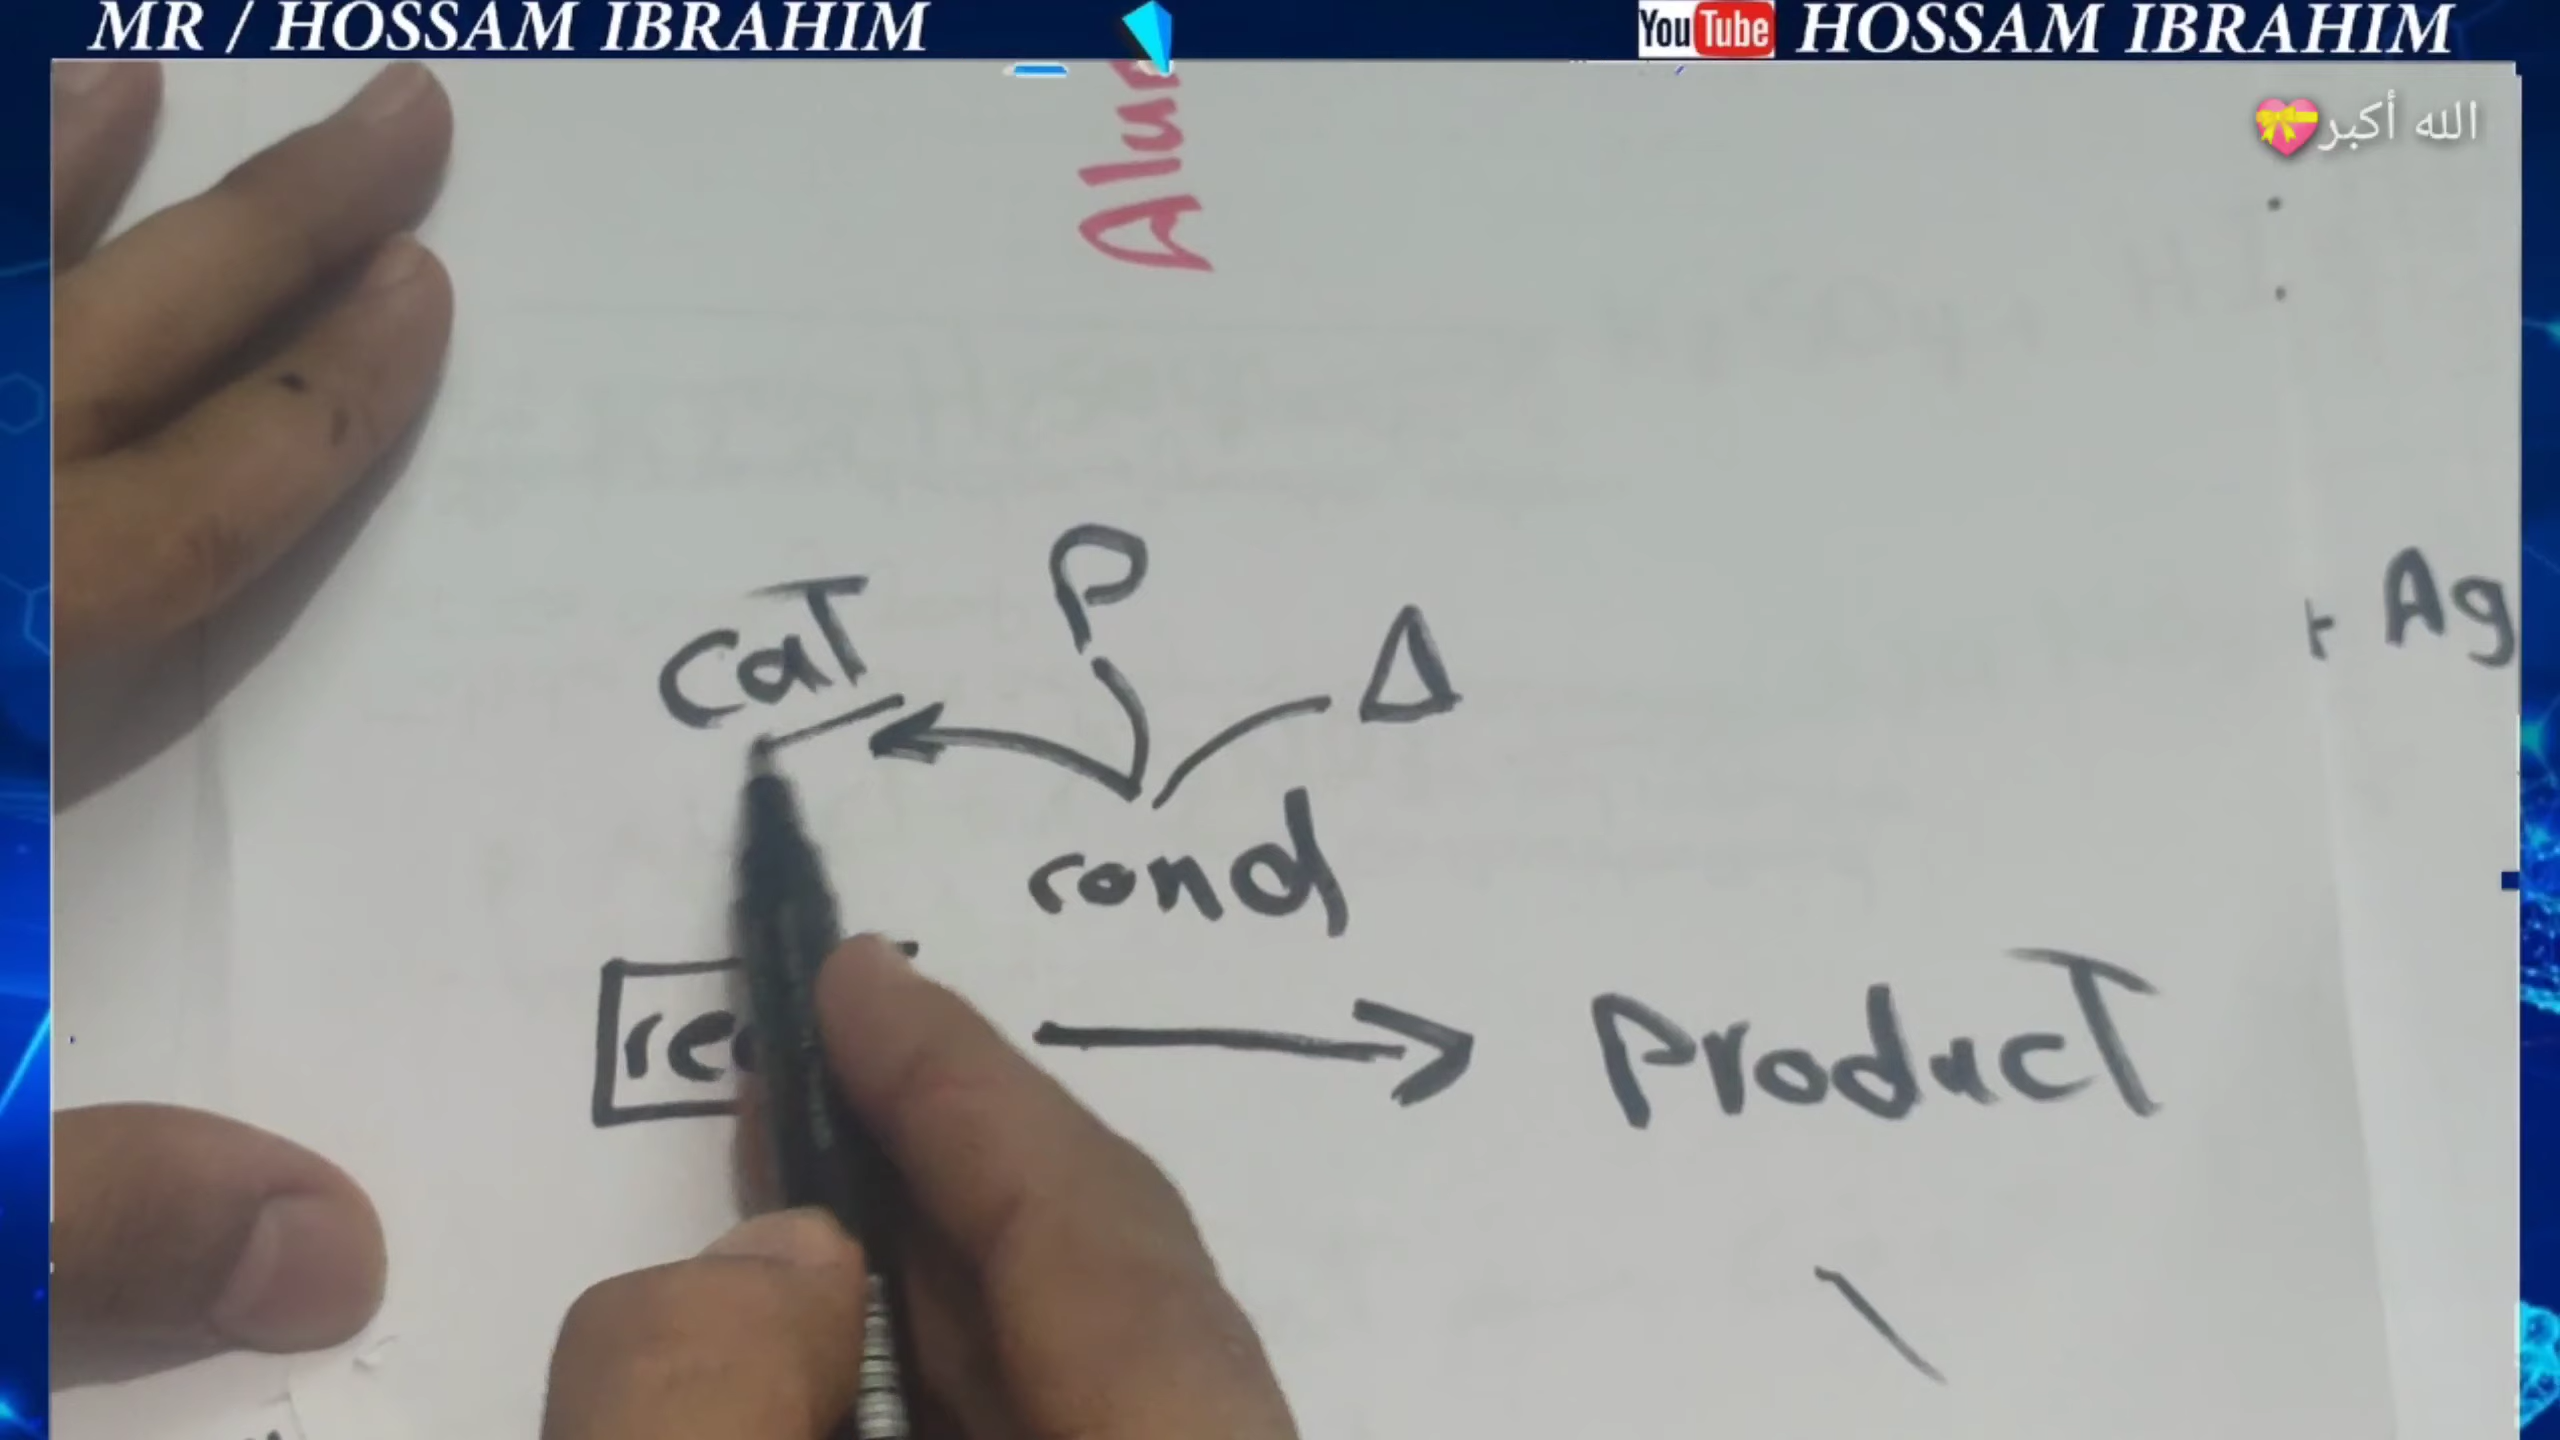 MR / HOSSAM IBRAHIM
YouTube HOSSAM IBRAHIM
الله أكبر
CaT
P
Δ
+ Ag
cond
ProducT